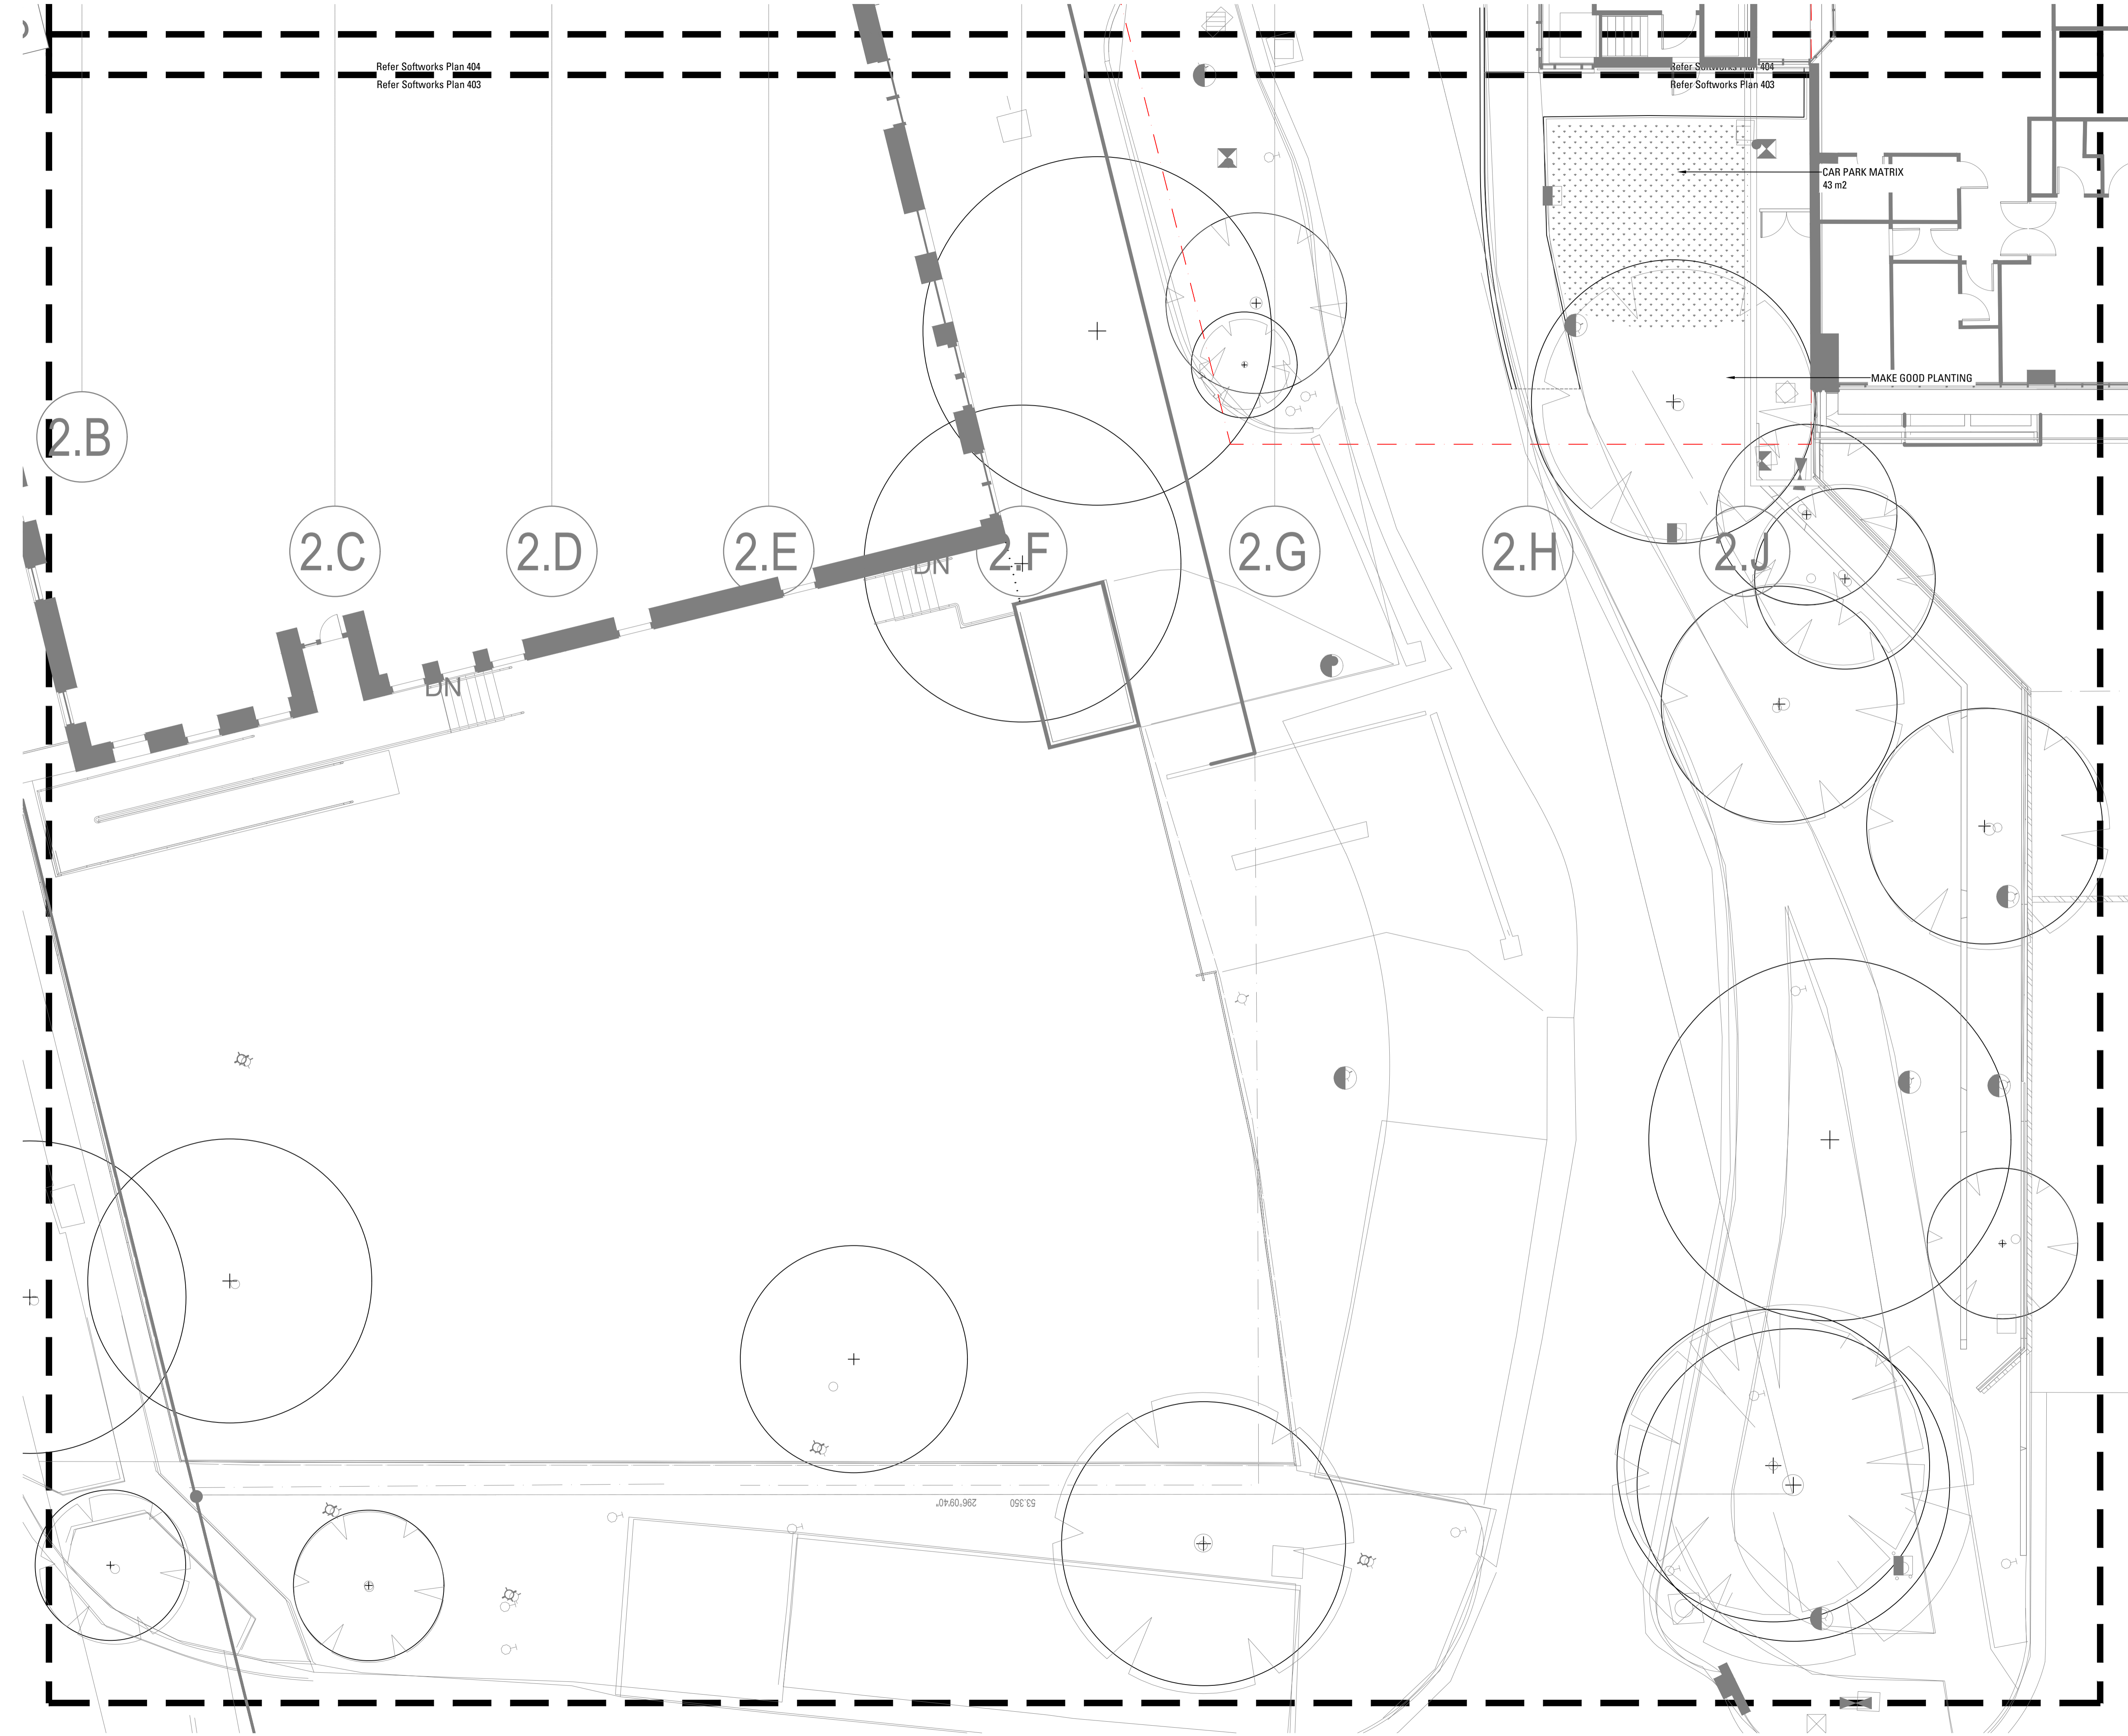 Refer Softworks Plan 404
Refer Softworks Plan 403
Refer Softworks Plan 404
Refer Softworks Plan 403
CAR PARK MATRIX
43 m2
MAKE GOOD PLANTING
2.B
2.C
2.D
2.E
2.F
2.G
2.H
2.J
DN
DN
296°09'40"
53.350